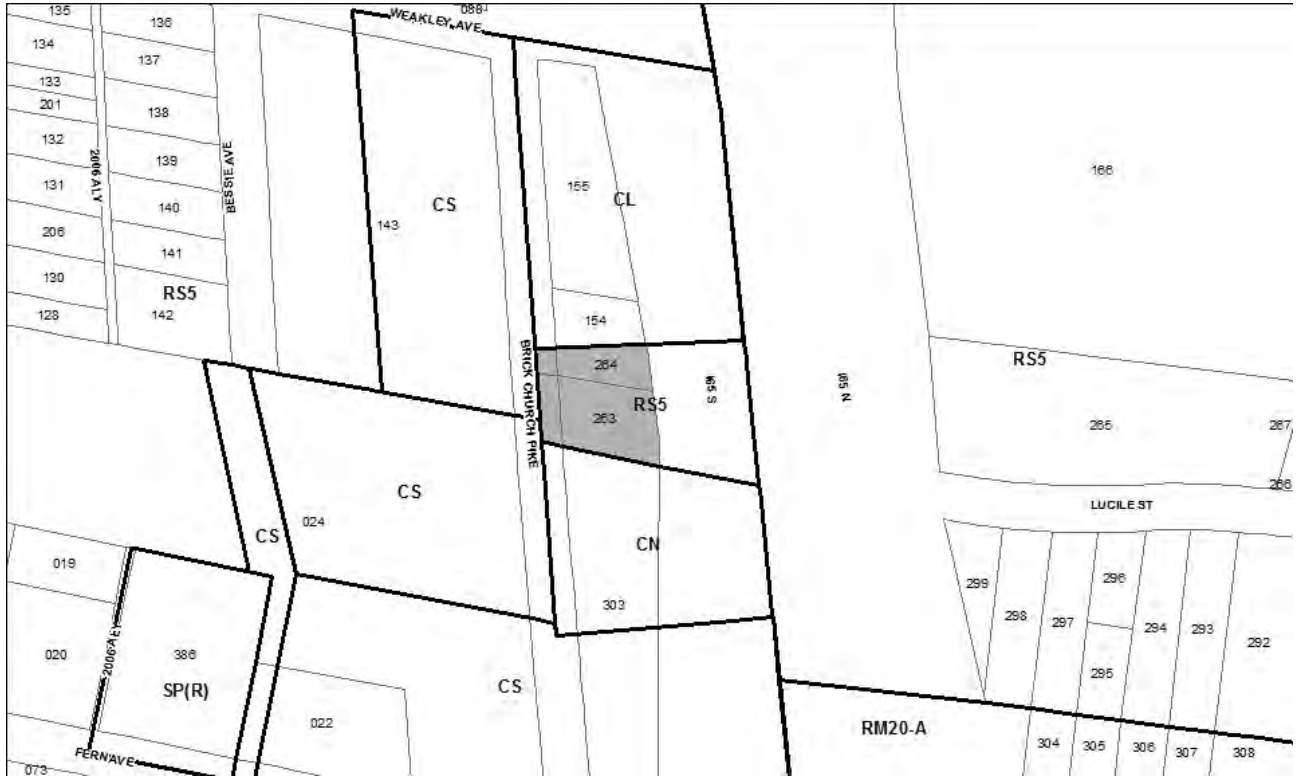 135
136
088
WEAKLEY AVE
134
137
133
201
138
132
2006 ALY
139
BESSIE AVE
131
140
206
141
130
RS5
128
142
143
CS
155
CL
154
264
263
RS5
BRICK CHURCH PIKE
I65 S
I65 N
166
RS5
265
267
266
LUCILE ST
CS
024
CS
CN
303
019
020
2006 ALY
386
SP(R)
022
CS
FERN AVE
073
299
298
297
296
295
294
293
292
RM20-A
304
305
306
307
308